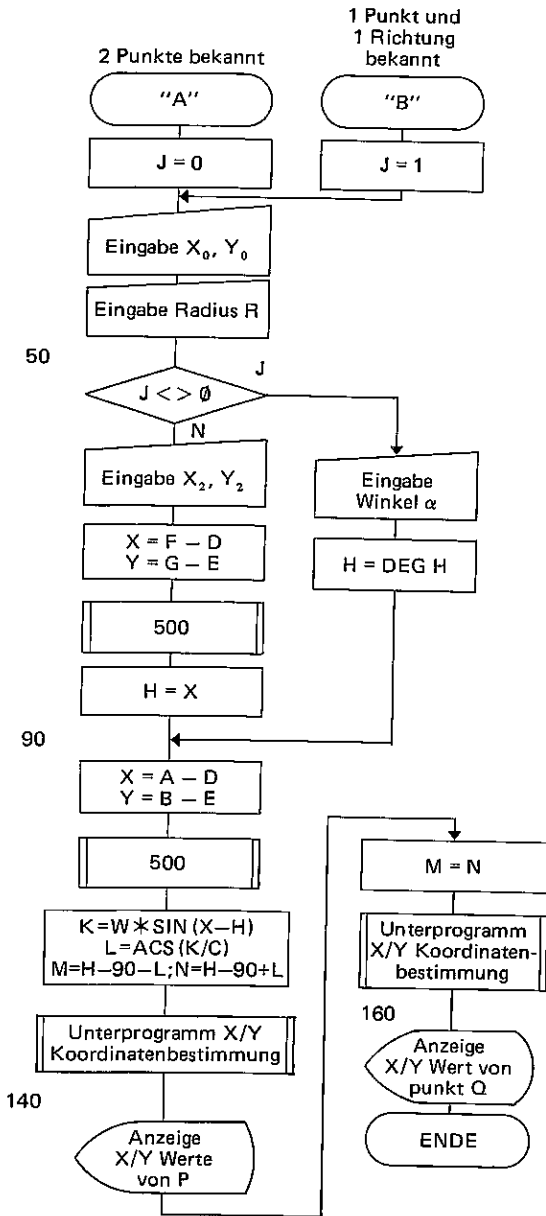 2 Punkte bekannt
1 Punkt und
1 Richtung
bekannt
"A"
"B"
J = 0
J = 1
Eingabe X₀, Y₀
Eingabe Radius R
50
J < > Ø
J
N
Eingabe X₂, Y₂
Eingabe
Winkel α
X = F − D
Y = G − E
H = DEG H
500
H = X
90
X = A − D
Y = B − E
500
K=W∗SIN (X−H)
L=ACS (K/C)
M=H−90−L;N=H−90+L
Unterprogramm X/Y
Koordinatenbestimmung
140
Anzeige
X/Y Werte
von P
M = N
Unterprogramm
X/Y Koordinaten-
bestimmung
160
Anzeige
X/Y Wert von
punkt Q
ENDE